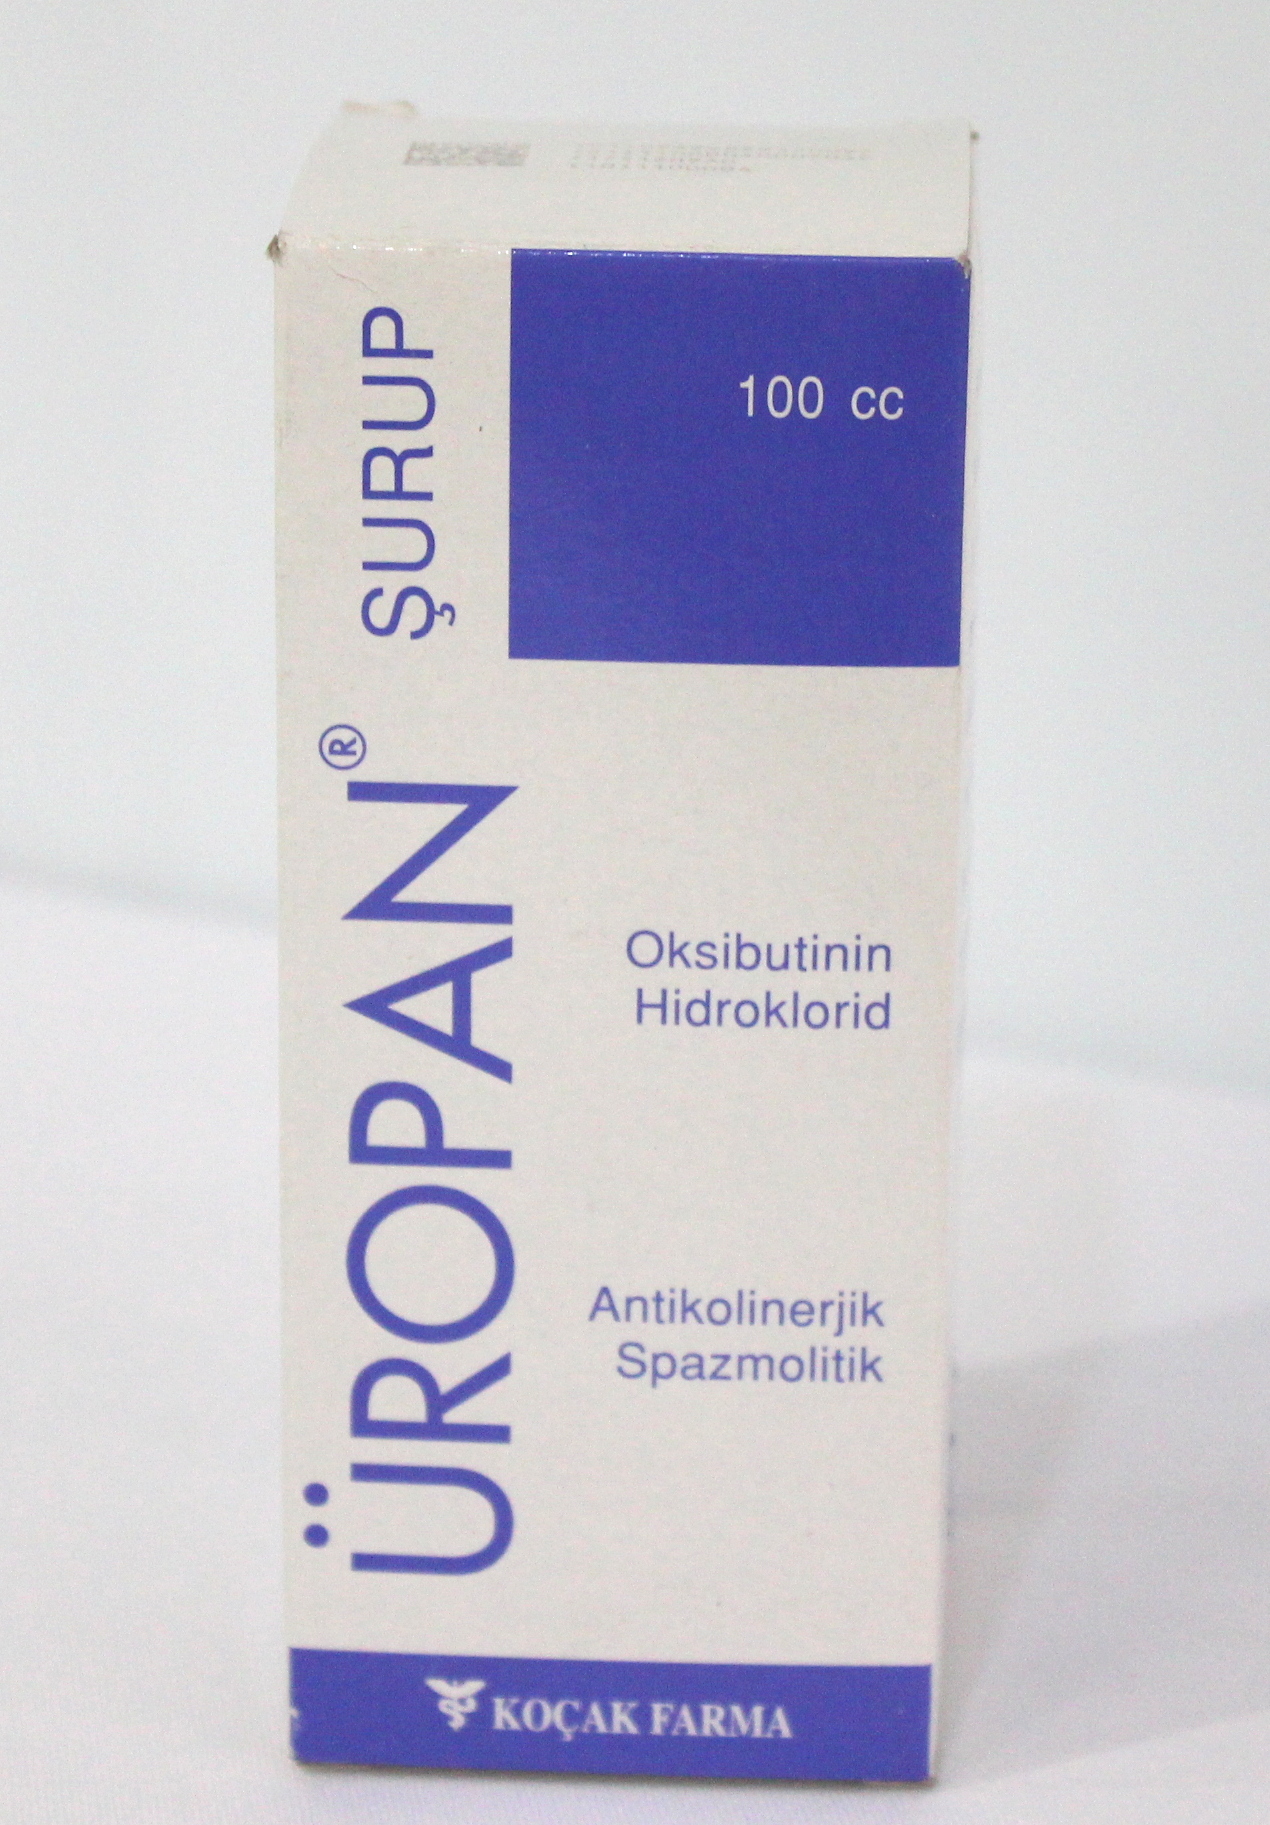 100 cc
ÜROPAN® ŞURUP
Oksibutinin
Hidroklorid
Antikolinerjik
Spazmolitik
KOÇAK FARMA